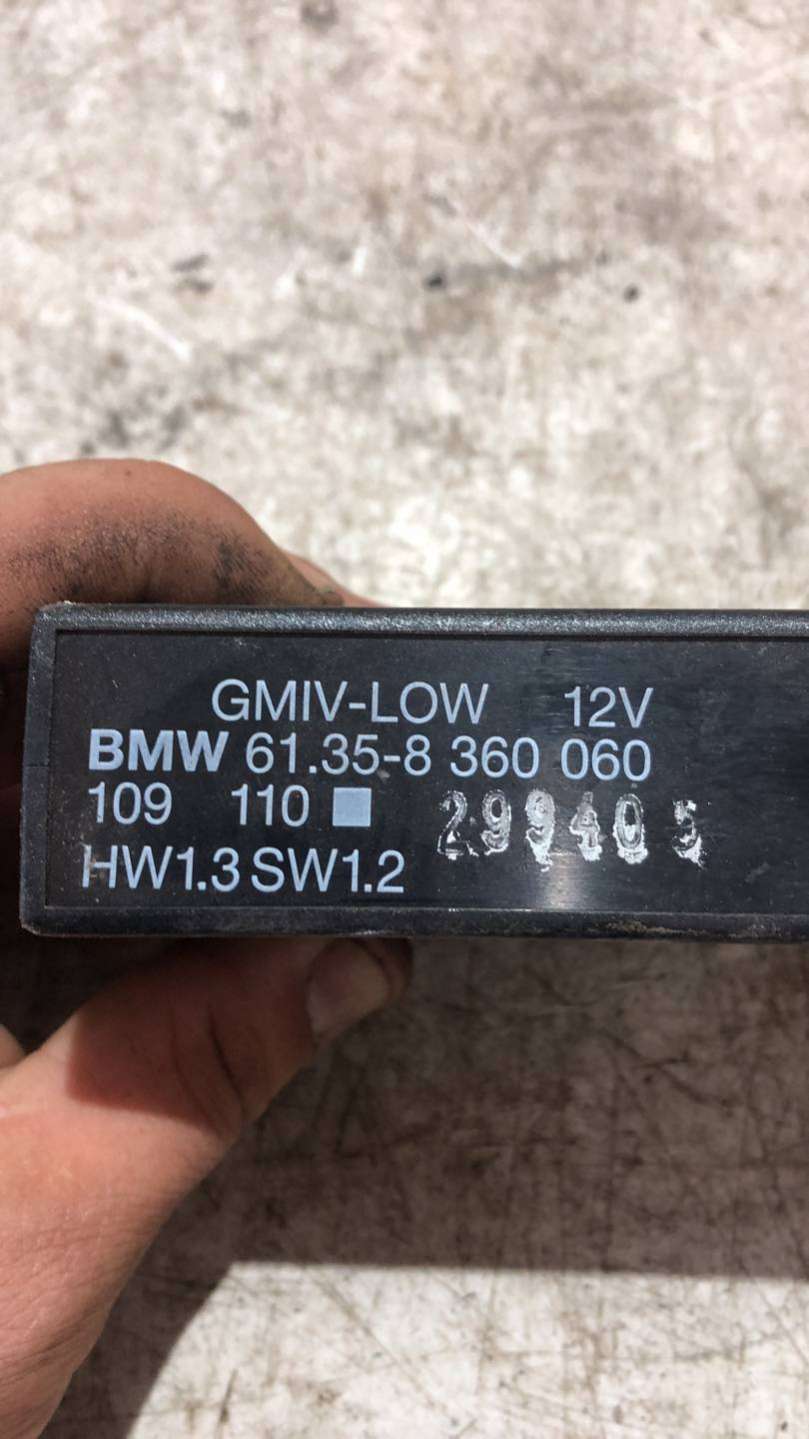 GMIV-LOW 12V
BMW 61.35-8 360 060
109 110 299405
HW1.3 SW1.2